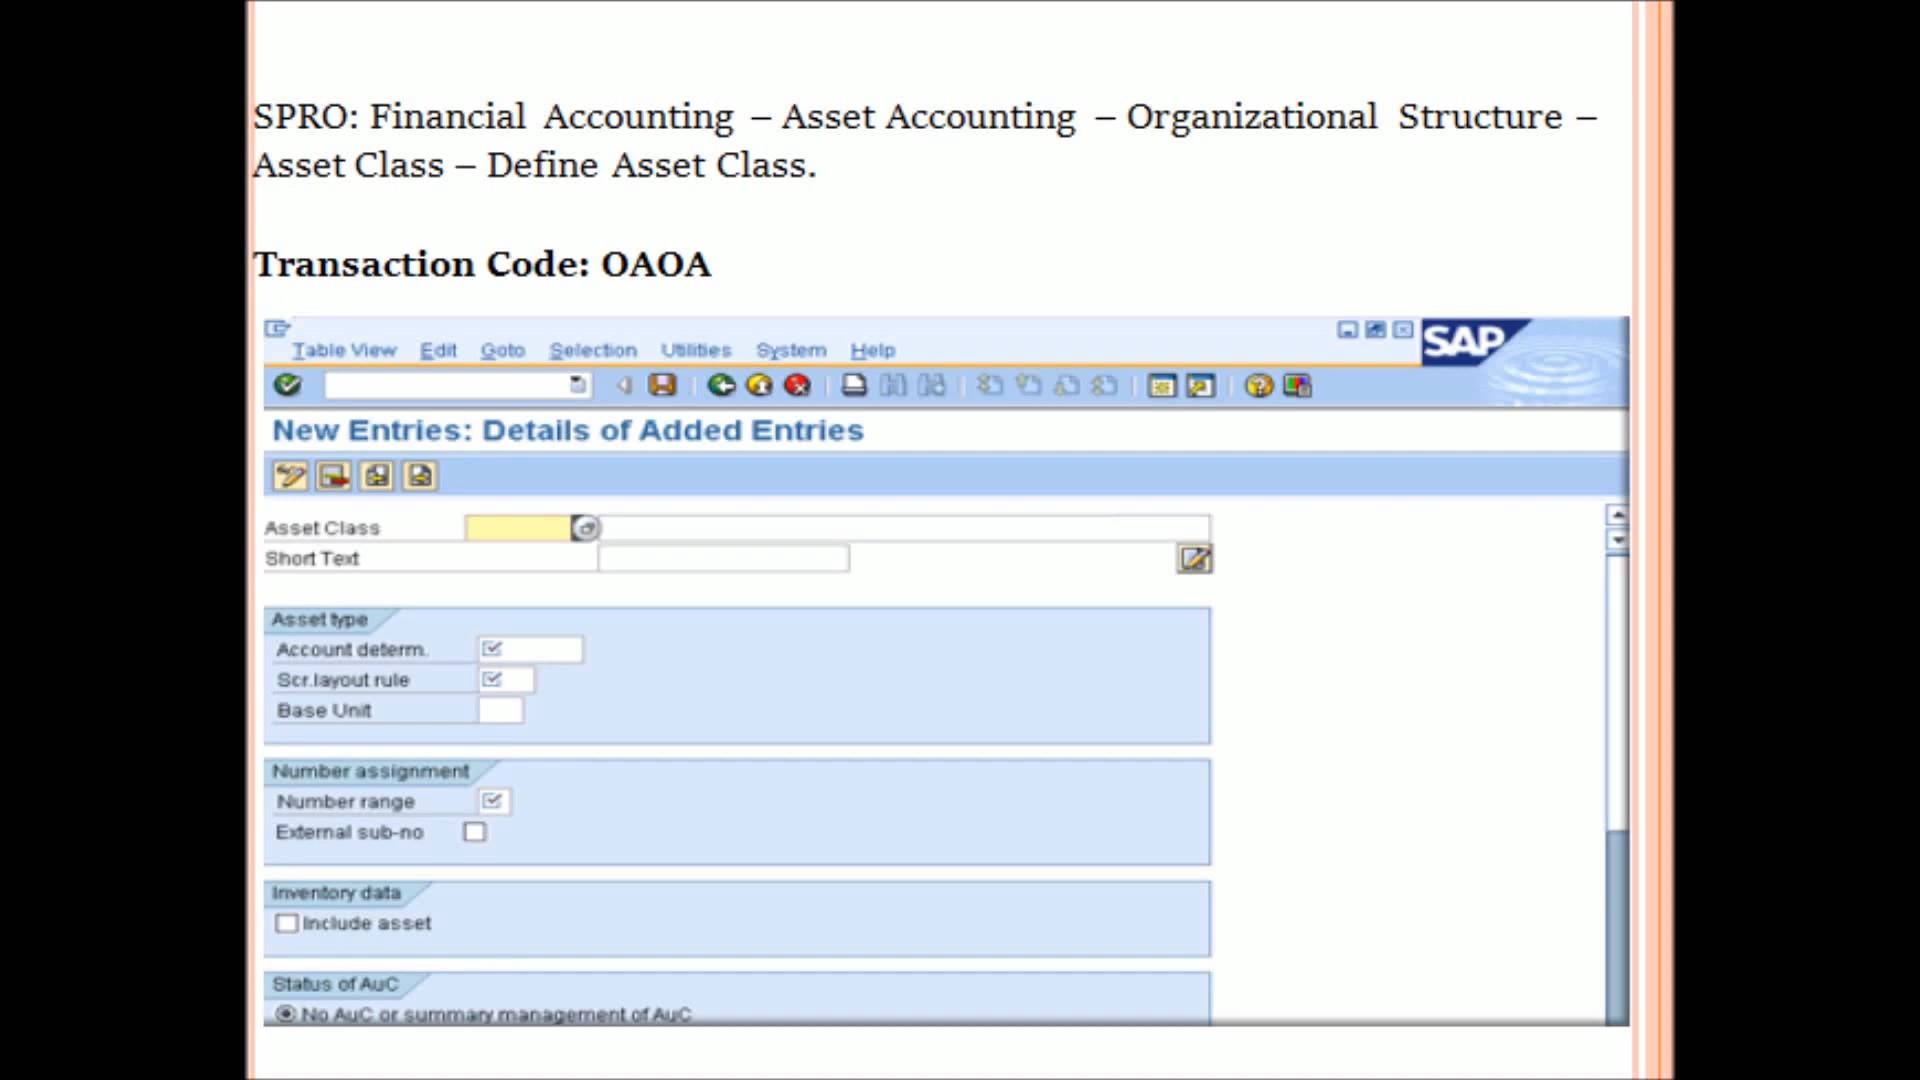 SPRO: Financial Accounting – Asset Accounting – Organizational Structure –
Asset Class – Define Asset Class.
Transaction Code: OAOA
Table View Edit Goto Selection Utilities System Help
SAP
New Entries: Details of Added Entries
Asset Class
Short Text
Asset type
Account determ.
Scr.layout rule
Base Unit
Number assignment
Number range
External sub-no
Inventory data
Include asset
Status of AuC
No AuC or summary management of AuC